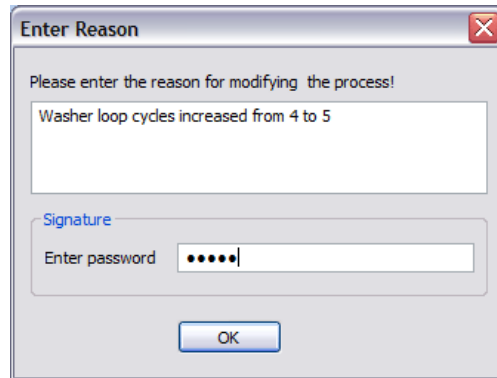 Enter Reason
Please enter the reason for modifying the process!
Washer loop cycles increased from 4 to 5
Signature
Enter password •••••
OK